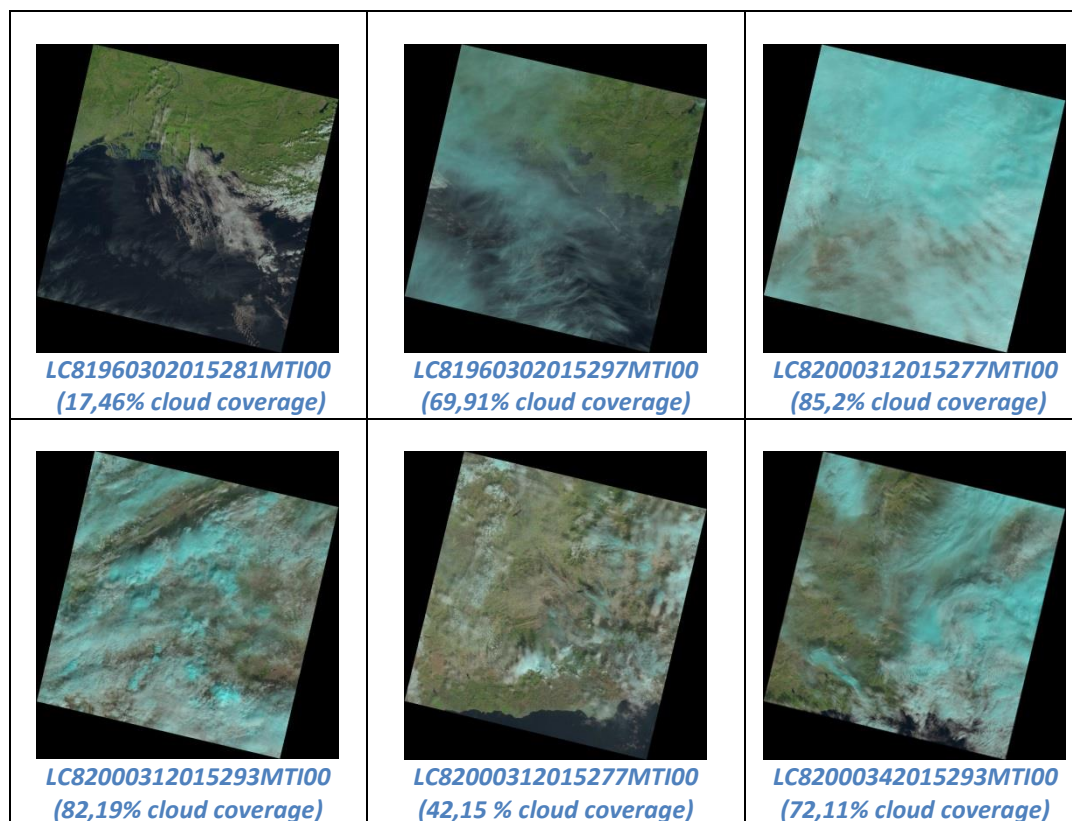 LC81960302015281MTI00
(17,46% cloud coverage)
LC81960302015297MTI00
(69,91% cloud coverage)
LC82000312015277MTI00
(85,2% cloud coverage)
LC82000312015293MTI00
(82,19% cloud coverage)
LC82000312015277MTI00
(42,15 % cloud coverage)
LC82000342015293MTI00
(72,11% cloud coverage)